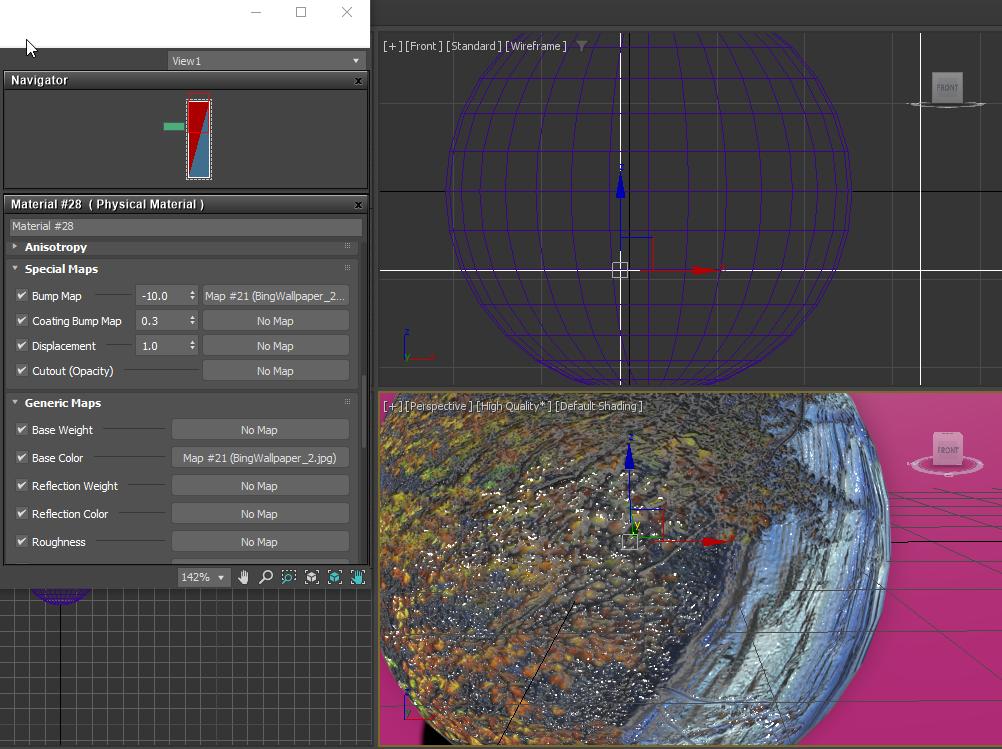 View1
Navigator x
Material #28 ( Physical Material ) x
Material #28
Anisotropy
Special Maps
Bump Map -10.0 Map #21 (BingWallpaper_2...
Coating Bump Map 0.3 No Map
Displacement 1.0 No Map
Cutout (Opacity) No Map
Generic Maps
Base Weight No Map
Base Color Map #21 (BingWallpaper_2.jpg)
Reflection Weight No Map
Reflection Color No Map
Roughness No Map
142%
[+] [Front ] [Standard ] [Wireframe ]
FRONT
z
x
z
y
x
[+] [Perspective ] [High Quality* ] [Default Shading ]
FRONT
y
y